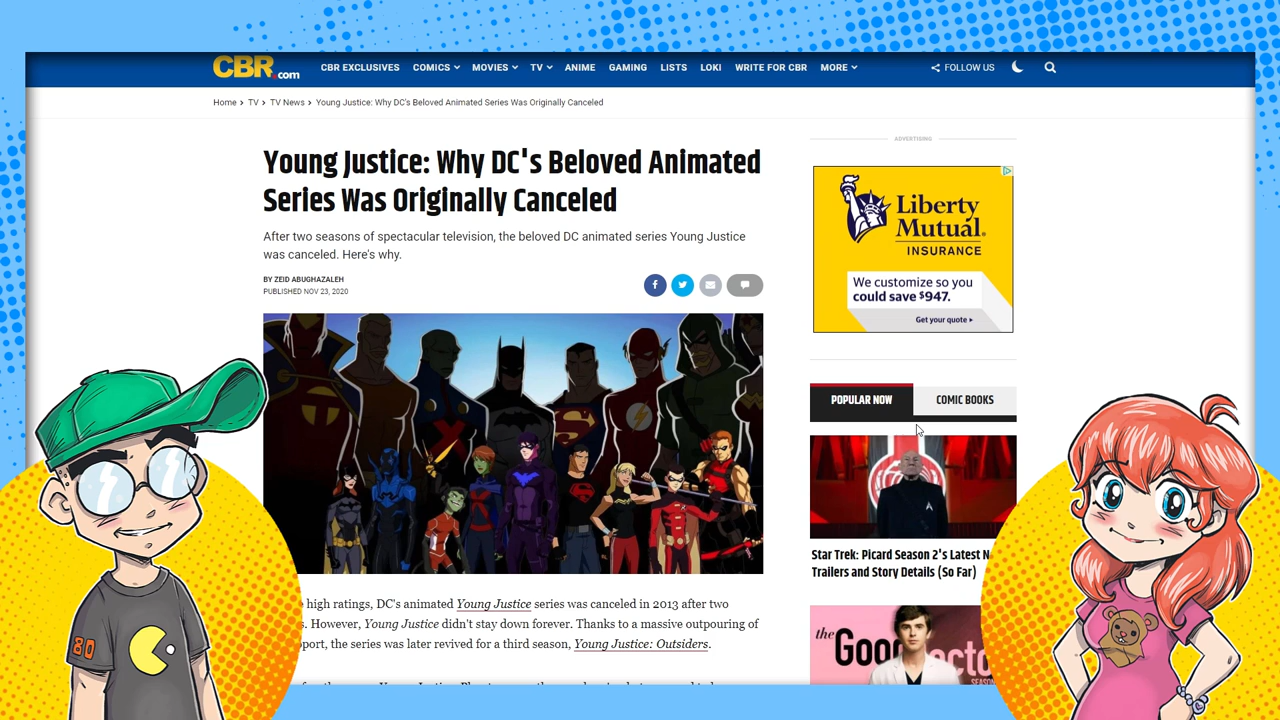 CBR.com
CBR EXCLUSIVES COMICS MOVIES TV ANIME GAMING LISTS LOKI WRITE FOR CBR MORE FOLLOW US
Home > TV > TV News > Young Justice: Why DC's Beloved Animated Series Was Originally Canceled
Young Justice: Why DC's Beloved Animated
Series Was Originally Canceled
After two seasons of spectacular television, the beloved DC animated series Young Justice
was canceled. Here's why.
BY ZEID ABUGHAZALEH
PUBLISHED NOV 23, 2020
high ratings, DC's animated Young Justice series was canceled in 2013 after two
However, Young Justice didn't stay down forever. Thanks to a massive outpouring of
the series was later revived for a third season, Young Justice: Outsiders.
ADVERTISING
Liberty
Mutual.
INSURANCE
We customize so you
could save $947.
Get your quote
POPULAR NOW COMIC BOOKS
Star Trek: Picard Season 2's Latest
Trailers and Story Details (So Far)
the
Good
80